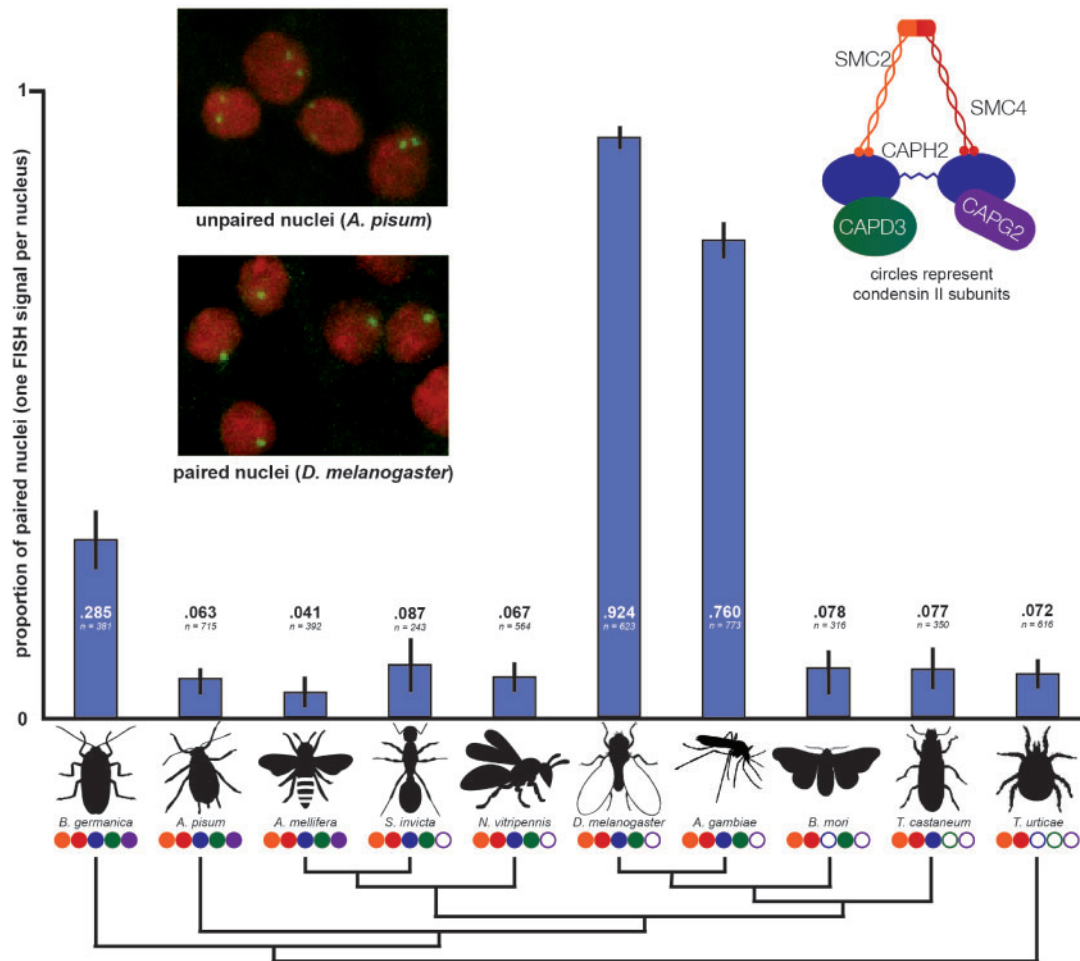 proportion of paired nuclei (one FISH signal per nucleus)
1
0
unpaired nuclei (A. pisum)
paired nuclei (D. melanogaster)
SMC2
SMC4
CAPH2
CAPD3
CAPG2
circles represent
condensin II subunits
.285
n = 381
.063
n = 715
.041
n = 392
.087
n = 243
.067
n = 564
.924
n = 623
.760
n = 773
.078
n = 316
.077
n = 350
.072
n = 616
B. germanica
A. pisum
A. mellifera
S. invicta
N. vitripennis
D. melanogaster
A. gambiae
B. mori
T. castaneum
T. urticae